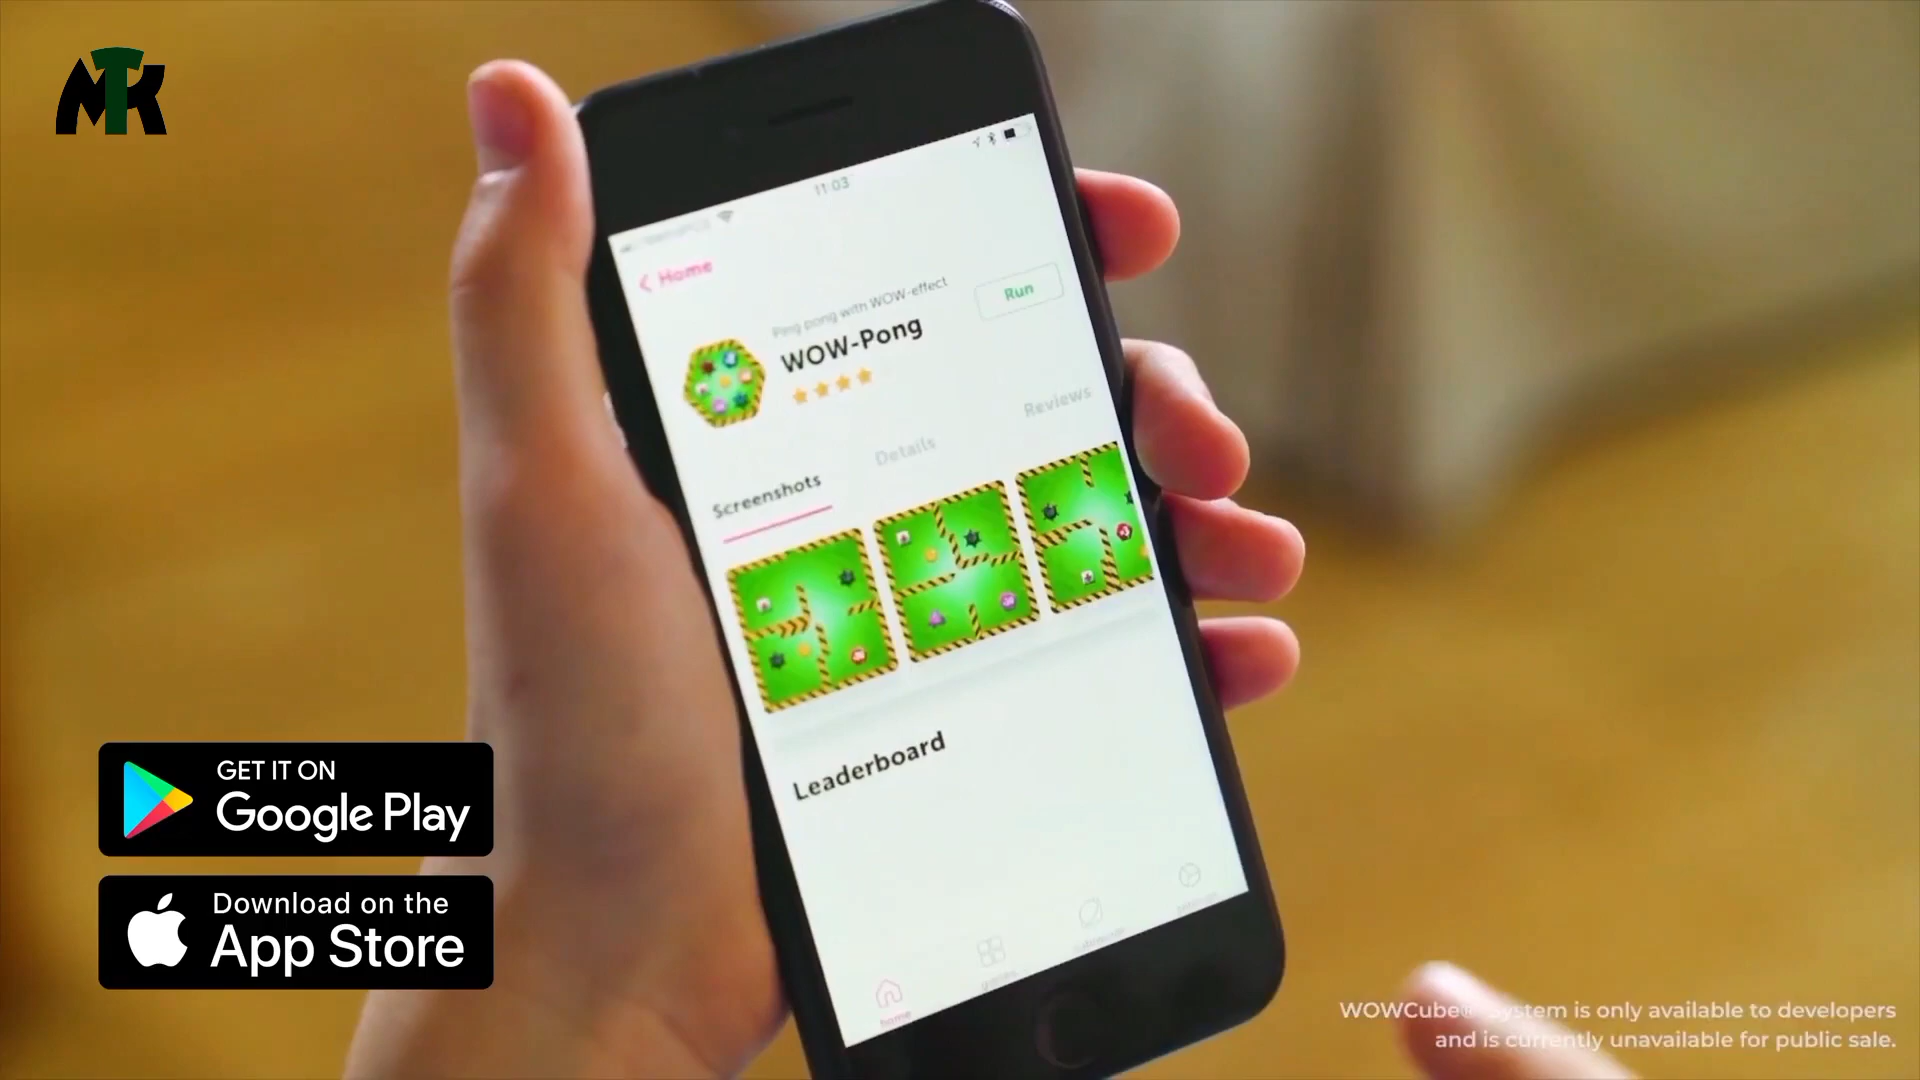 MTK
11:03
Home
Ping pong with WOW-effect
WOW-Pong
Run
Screenshots
Details
Reviews
Leaderboard
home
games
GET IT ON
Google Play
Download on the
App Store
WOWCube® System is only available to developers
and is currently unavailable for public sale.